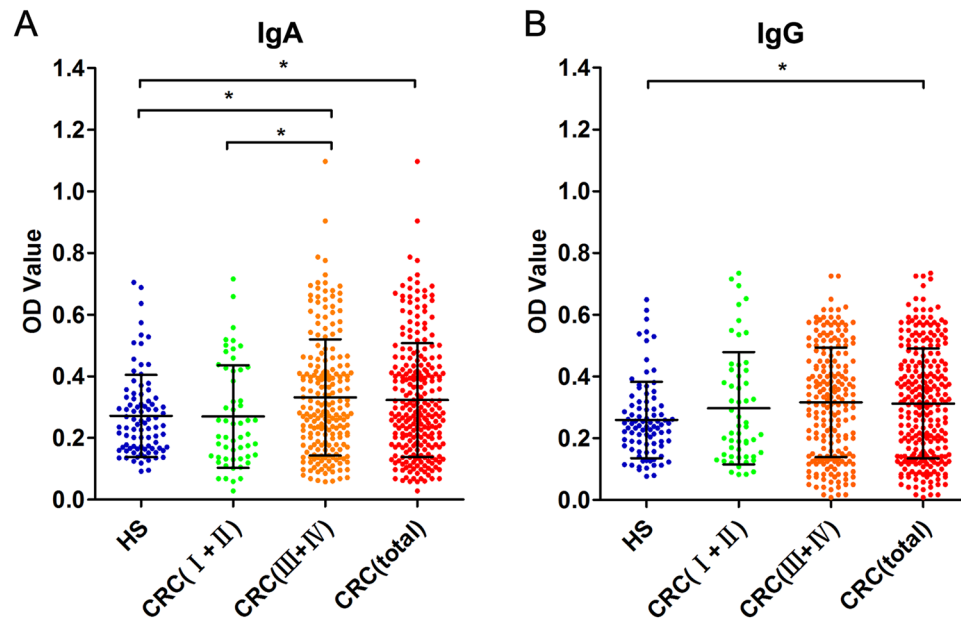 A
IgA
B
IgG
OD Value
1.4
1.2
1.0
0.8
0.6
0.4
0.2
0.0
*
*
*
HS
CRC(Ⅰ+Ⅱ)
CRC(Ⅲ+Ⅳ)
CRC(total)
OD Value
1.4
1.2
1.0
0.8
0.6
0.4
0.2
0.0
*
HS
CRC(Ⅰ+Ⅱ)
CRC(Ⅲ+Ⅳ)
CRC(total)